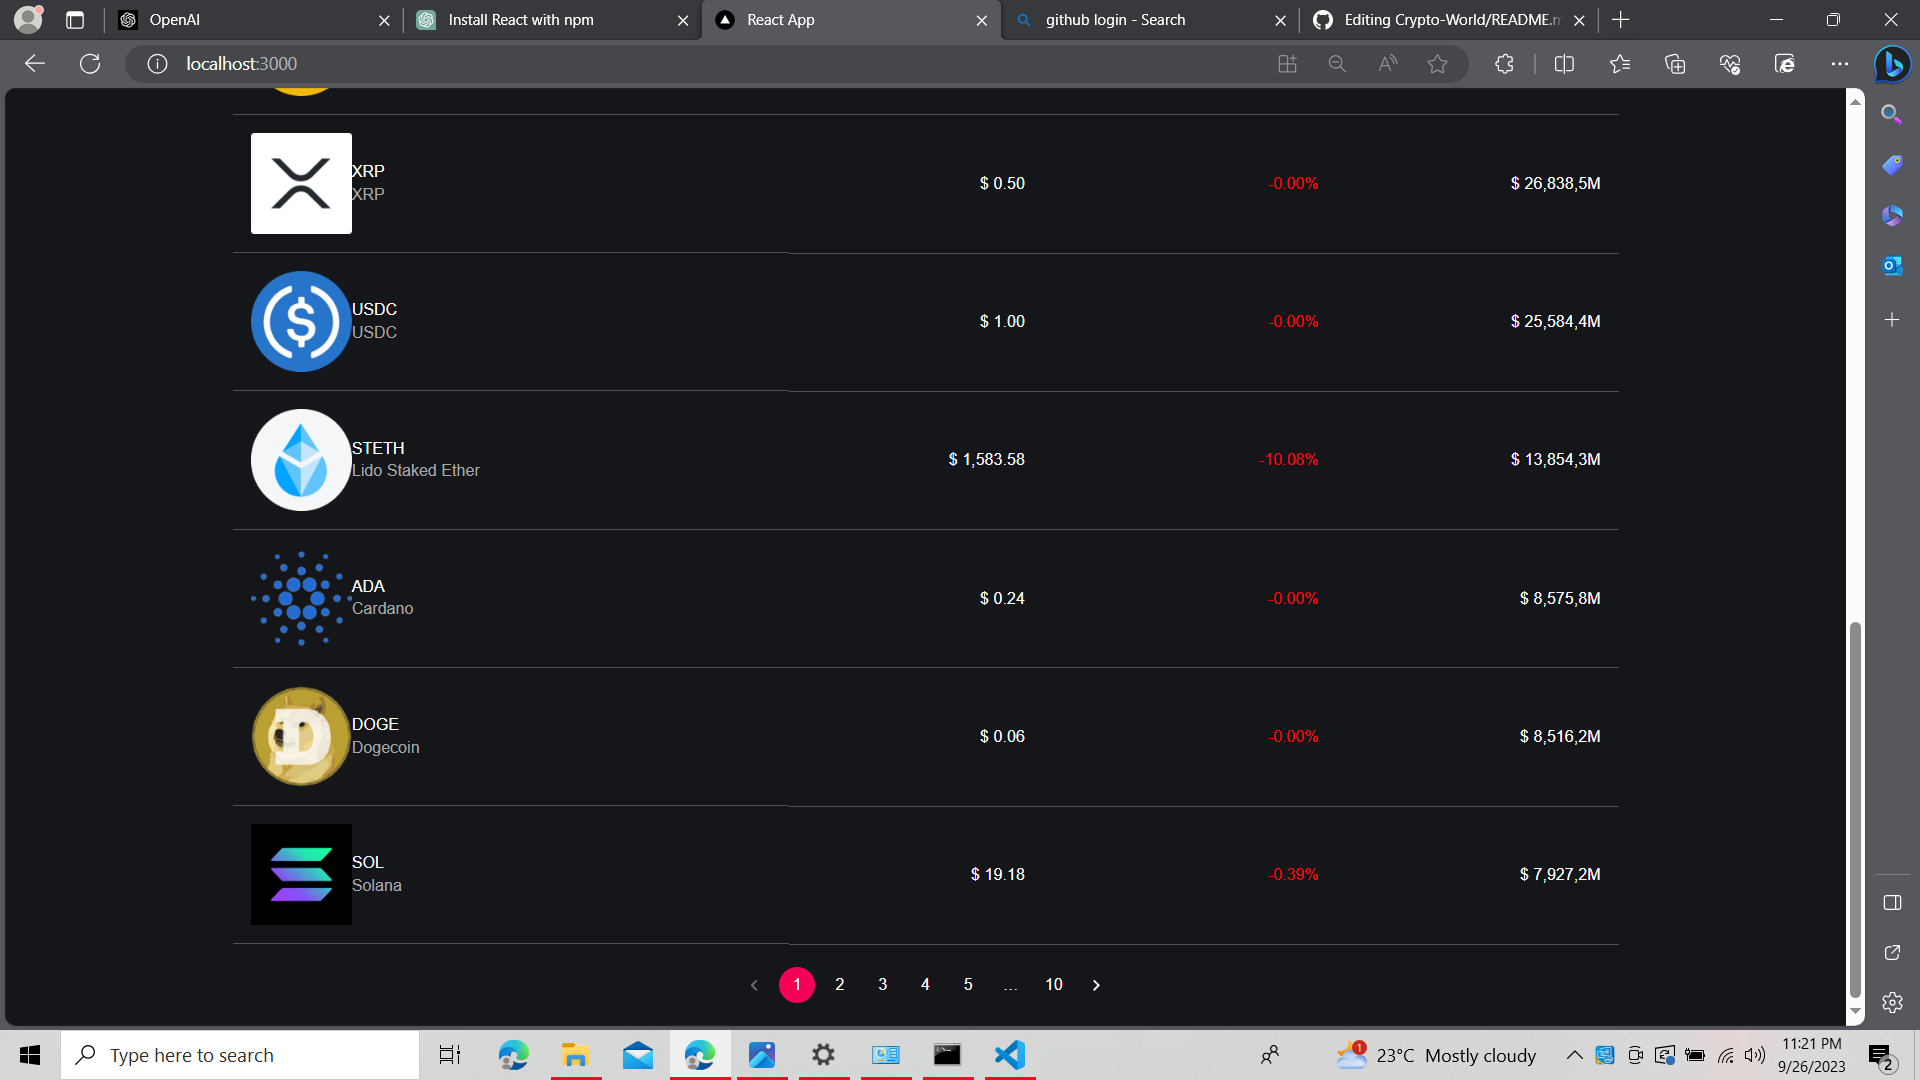 OpenAI
Install React with npm
React App
github login - Search
Editing Crypto-World/README.m
localhost:3000
XRP
XRP
$ 0.50
-0.00%
$ 26,838,5M
USDC
USDC
$ 1.00
-0.00%
$ 25,584,4M
STETH
Lido Staked Ether
$ 1,583.58
-10.08%
$ 13,854,3M
ADA
Cardano
$ 0.24
-0.00%
$ 8,575,8M
DOGE
Dogecoin
$ 0.06
-0.00%
$ 8,516,2M
SOL
Solana
$ 19.18
-0.39%
$ 7,927,2M
1 2 3 4 5 ... 10
Type here to search
1
23°C Mostly cloudy
11:21 PM
9/26/2023
2